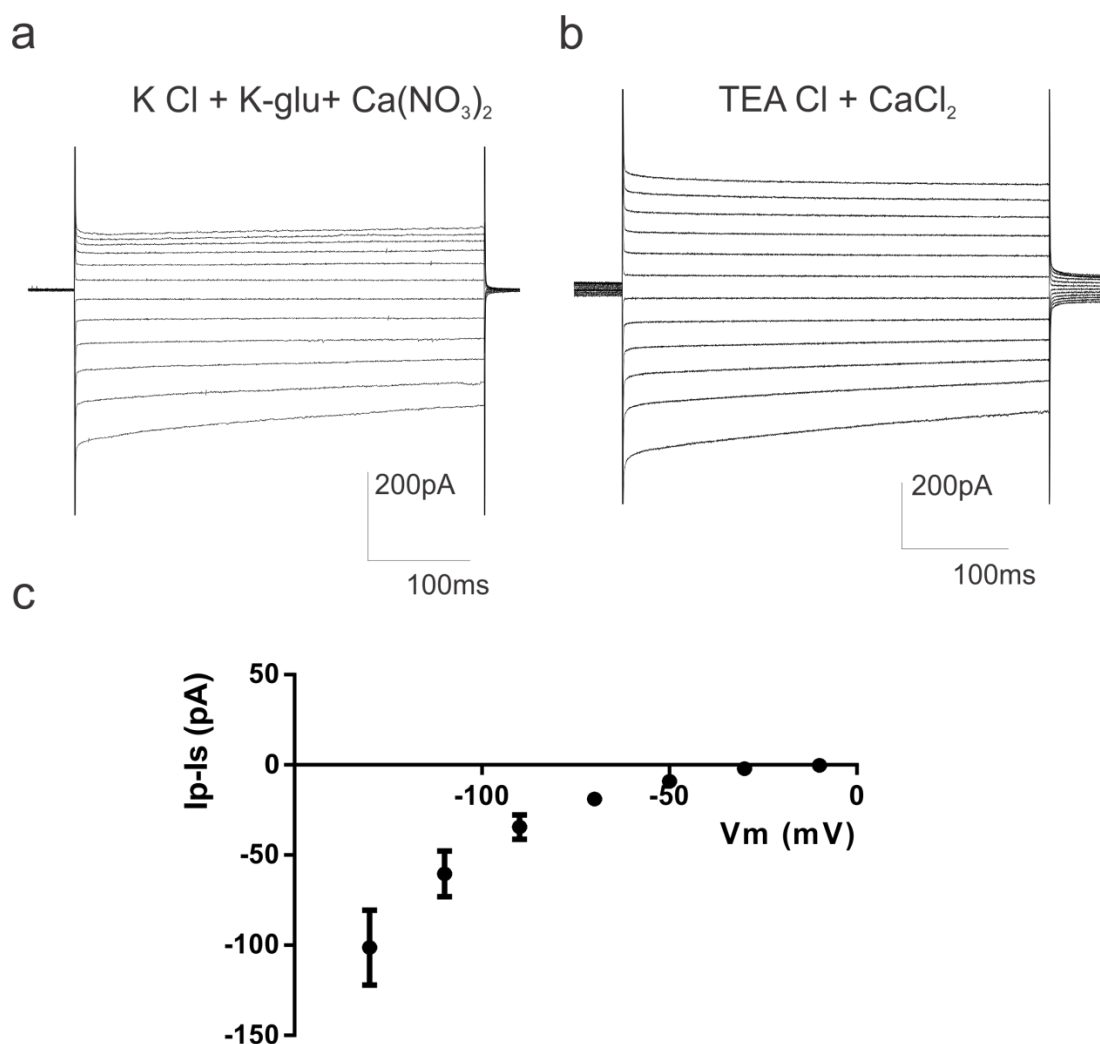 a
b
K Cl + K-glu+ Ca(NO₃)₂
TEA Cl + CaCl₂
200pA
100ms
200pA
100ms
c
Ip-Is (pA)
50
0
-50
-100
-150
-100
-50
0
Vm (mV)